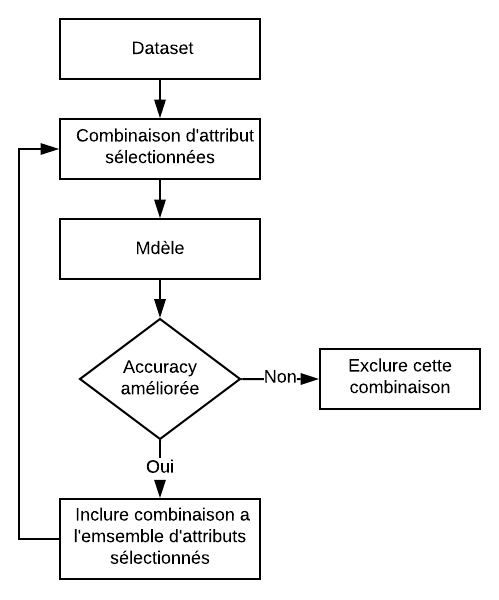 Dataset
Combinaison d'attribut
sélectionnées
Mdèle
Accuracy
améliorée
Non
Exclure cette
combinaison
Oui
Inclure combinaison a
l'emsemble d'attributs
sélectionnés